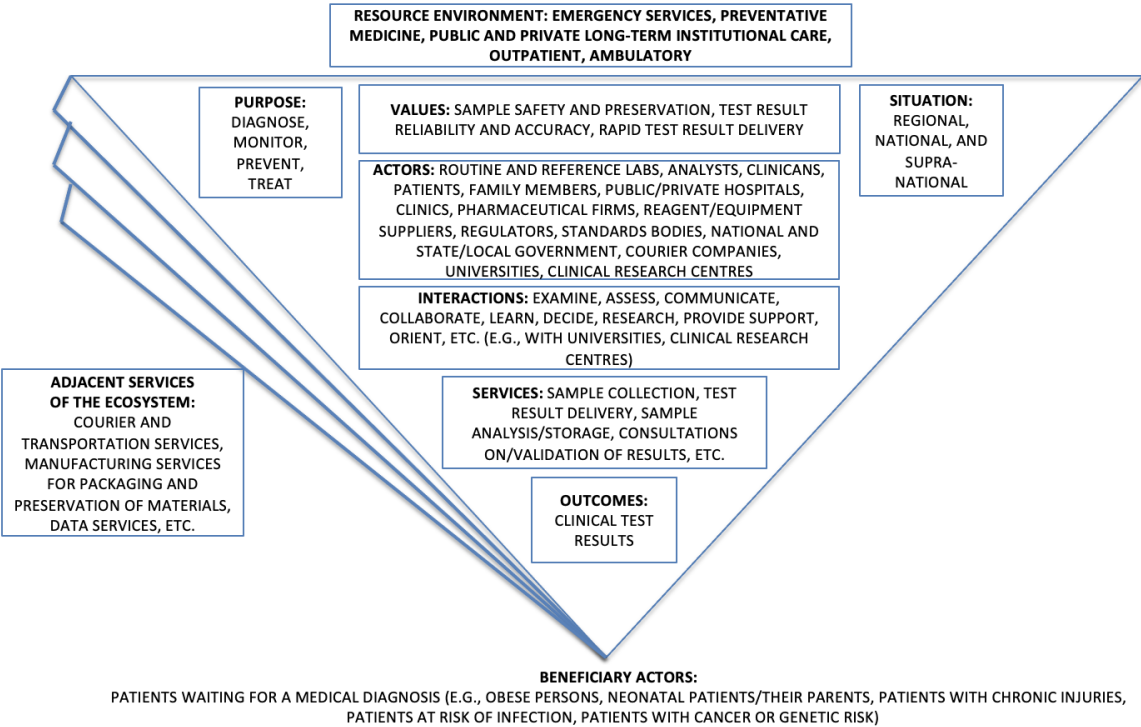 RESOURCE ENVIRONMENT: EMERGENCY SERVICES, PREVENTATIVE
MEDICINE, PUBLIC AND PRIVATE LONG-TERM INSTITUTIONAL CARE,
OUTPATIENT, AMBULATORY
PURPOSE:
DIAGNOSE,
MONITOR,
PREVENT,
TREAT
VALUES: SAMPLE SAFETY AND PRESERVATION, TEST RESULT
RELIABILITY AND ACCURACY, RAPID TEST RESULT DELIVERY
SITUATION:
REGIONAL,
NATIONAL, AND
SUPRA-
NATIONAL
ACTORS: ROUTINE AND REFERENCE LABS, ANALYSTS, CLINICANS,
PATIENTS, FAMILY MEMBERS, PUBLIC/PRIVATE HOSPITALS,
CLINICS, PHARMACEUTICAL FIRMS, REAGENT/EQUIPMENT
SUPPLIERS, REGULATORS, STANDARDS BODIES, NATIONAL AND
STATE/LOCAL GOVERNMENT, COURIER COMPANIES,
UNIVERSITIES, CLINICAL RESEARCH CENTRES
INTERACTIONS: EXAMINE, ASSESS, COMMUNICATE,
COLLABORATE, LEARN, DECIDE, RESEARCH, PROVIDE SUPPORT,
ORIENT, ETC. (E.G., WITH UNIVERSITIES, CLINICAL RESEARCH
CENTRES)
ADJACENT SERVICES
OF THE ECOSYSTEM:
COURIER AND
TRANSPORTATION SERVICES,
MANUFACTURING SERVICES
FOR PACKAGING AND
PRESERVATION OF MATERIALS,
DATA SERVICES, ETC.
SERVICES: SAMPLE COLLECTION, TEST
RESULT DELIVERY, SAMPLE
ANALYSIS/STORAGE, CONSULTATIONS
ON/VALIDATION OF RESULTS, ETC.
OUTCOMES:
CLINICAL TEST
RESULTS
BENEFICIARY ACTORS:
PATIENTS WAITING FOR A MEDICAL DIAGNOSIS (E.G., OBESE PERSONS, NEONATAL PATIENTS/THEIR PARENTS, PATIENTS WITH CHRONIC INJURIES,
PATIENTS AT RISK OF INFECTION, PATIENTS WITH CANCER OR GENETIC RISK)